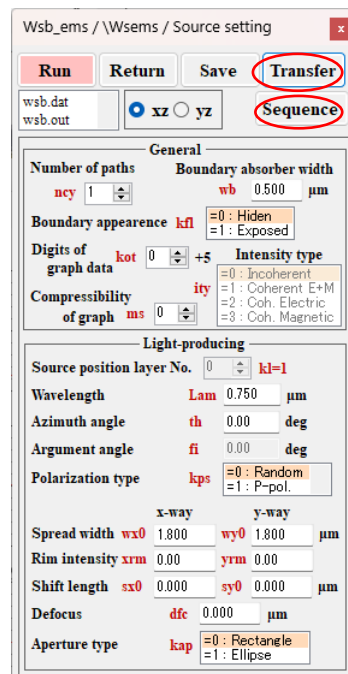 Wsb_ems / \Wsems / Source setting x
Run Return Save Transfer
wsb.dat
wsb.out
xz yz Sequence
General
Number of paths Boundary absorber width
ncy 1 wb 0.500 μm
Boundary appearence kfl =0 : Hiden
=1 : Exposed
Digits of
graph data kot 0 +5
Intensity type
ity =0 : Incoherent
=1 : Coherent E+M
=2 : Coh. Electric
=3 : Coh. Magnetic
Compressibility
of graph ms 0
Light-producing
Source position layer No. 0 kl=1
Wavelength Lam 0.750 μm
Azimuth angle th 0.00 deg
Argument angle fi 0.00 deg
Polarization type kps =0 : Random
=1 : P-pol.
x-way y-way
Spread width wx0 1.800 wy0 1.800 μm
Rim intensity xrm 0.00 yrm 0.00
Shift length sx0 0.000 sy0 0.000 μm
Defocus dfc 0.000 μm
Aperture type kap =0 : Rectangle
=1 : Ellipse